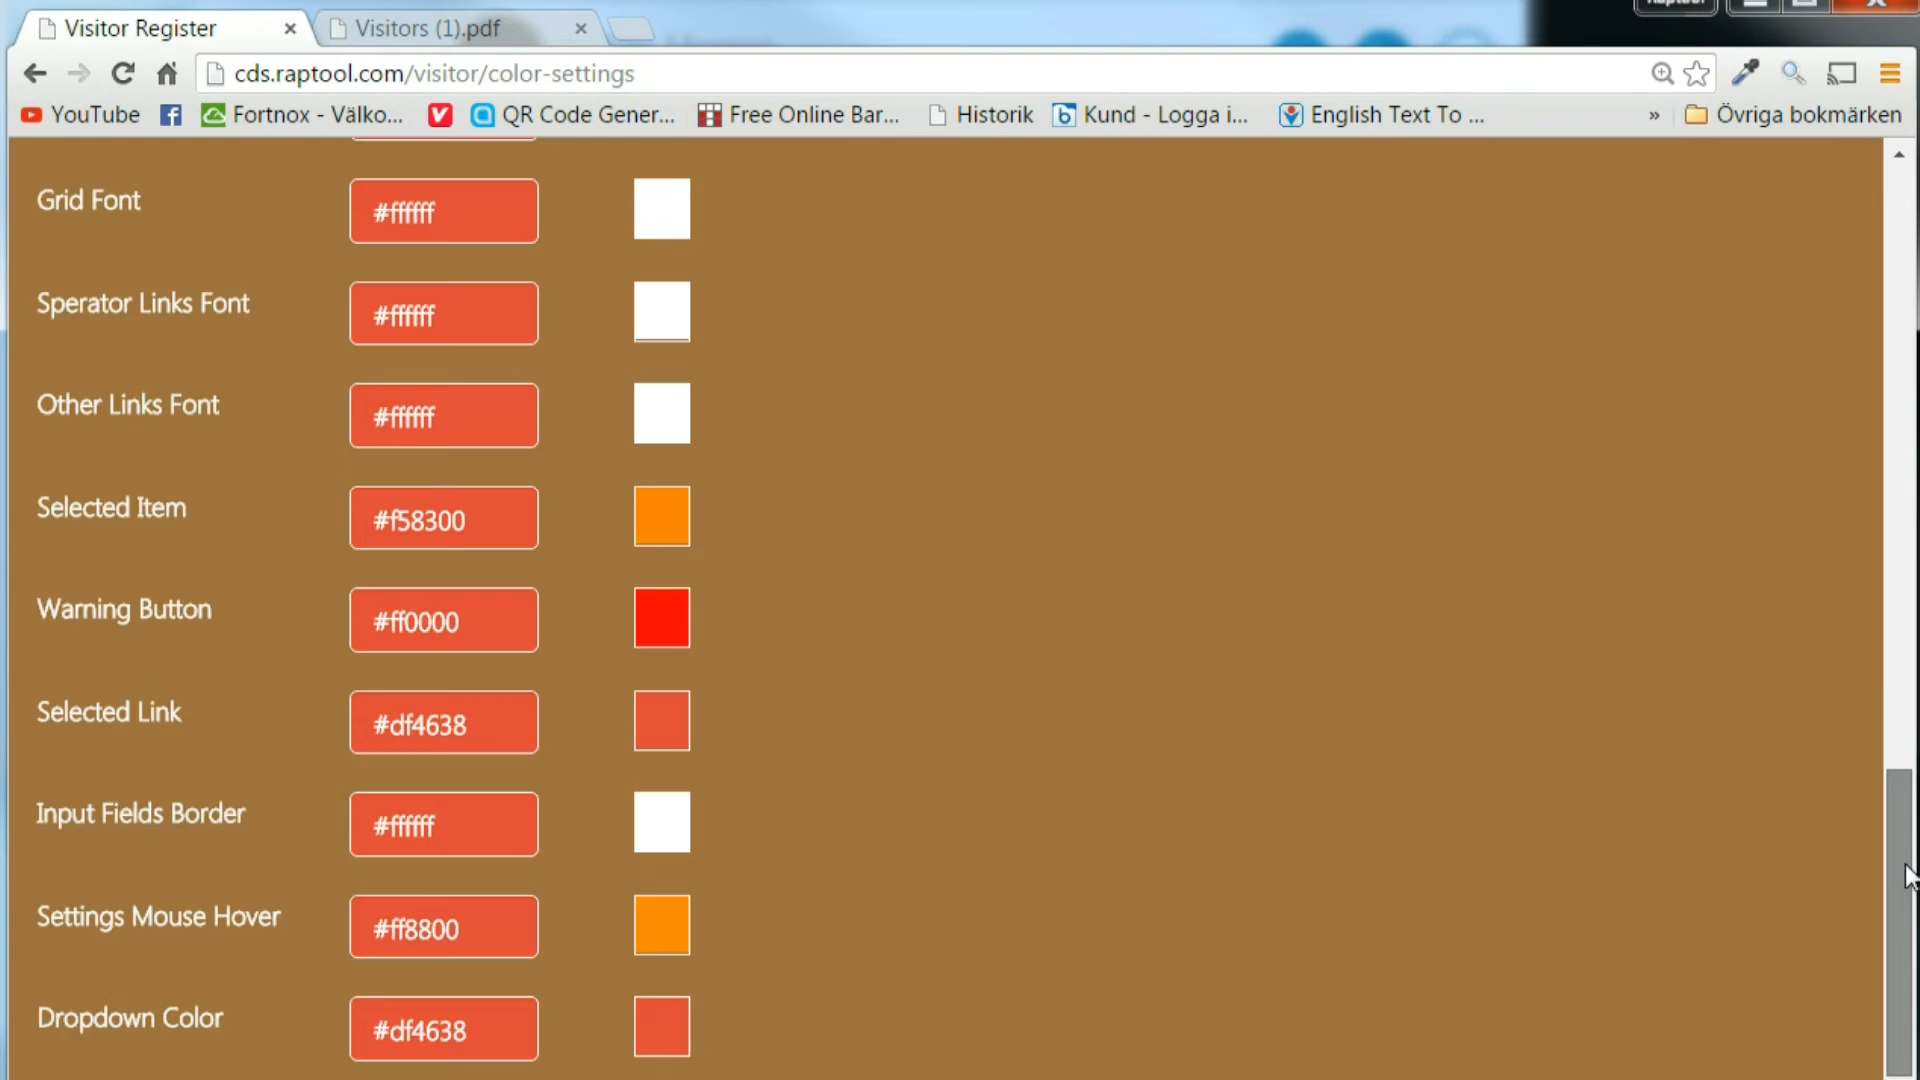 Visitor Register
Visitors (1).pdf
cds.raptool.com/visitor/color-settings
YouTube
Fortnox - Välko...
QR Code Gener...
Free Online Bar...
Historik
Kund - Logga i...
English Text To ...
» Övriga bokmärken
Grid Font
#ffffff
Sperator Links Font
#ffffff
Other Links Font
#ffffff
Selected Item
#f58300
Warning Button
#ff0000
Selected Link
#df4638
Input Fields Border
#ffffff
Settings Mouse Hover
#ff8800
Dropdown Color
#df4638